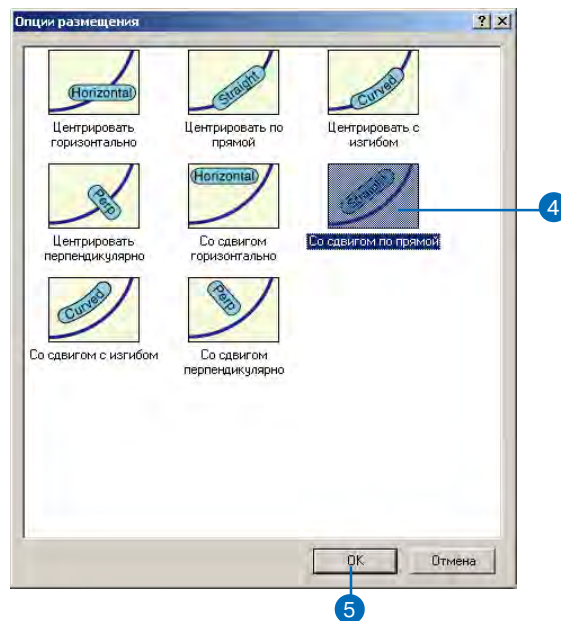 Опции размещения
? ×
Horizontal
Straight
Curved
Центрировать горизонтально
Центрировать по прямой
Центрировать с изгибом
Perp
Horizontal
Straight
4
Центрировать перпендикулярно
Со сдвигом горизонтально
Со сдвигом по прямой
Curved
Perp
Со сдвигом с изгибом
Со сдвигом перпендикулярно
OK
Отмена
5